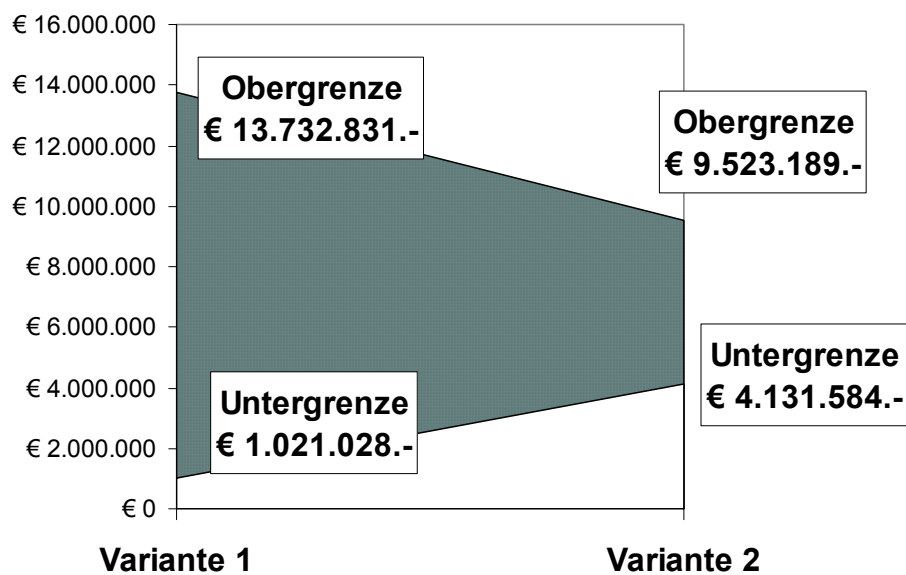 € 16.000.000
€ 14.000.000
€ 12.000.000
€ 10.000.000
€ 8.000.000
€ 6.000.000
€ 4.000.000
€ 2.000.000
€ 0
Obergrenze
€ 13.732.831.-
Obergrenze
€ 9.523.189.-
Untergrenze
€ 1.021.028.-
Untergrenze
€ 4.131.584.-
Variante 1
Variante 2